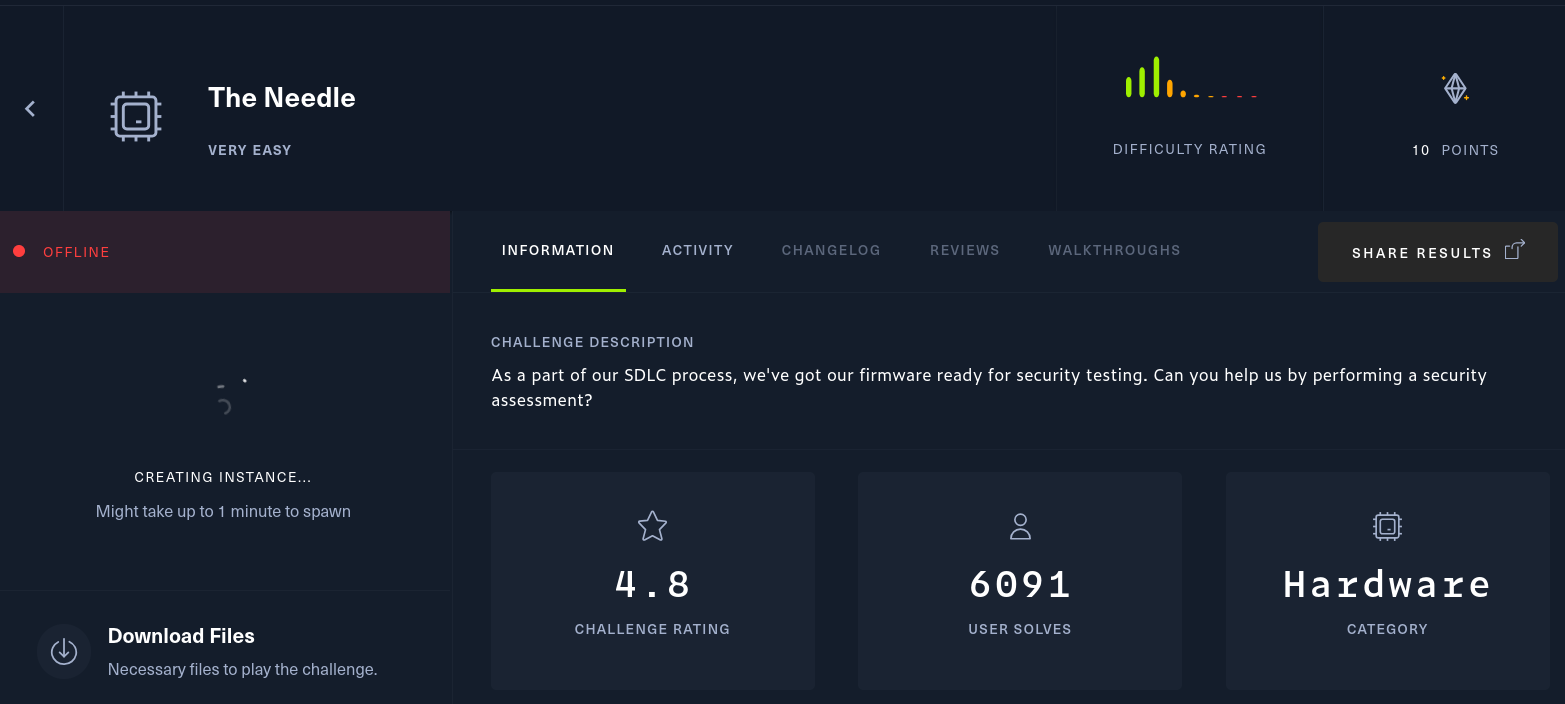 The Needle
VERY EASY
DIFFICULTY RATING
10 POINTS
OFFLINE
INFORMATION
ACTIVITY
CHANGELOG
REVIEWS
WALKTHROUGHS
SHARE RESULTS
CREATING INSTANCE...
Might take up to 1 minute to spawn
Download Files
Necessary files to play the challenge.
CHALLENGE DESCRIPTION
As a part of our SDLC process, we've got our firmware ready for security testing. Can you help us by performing a security
assessment?
4.8
CHALLENGE RATING
6091
USER SOLVES
Hardware
CATEGORY